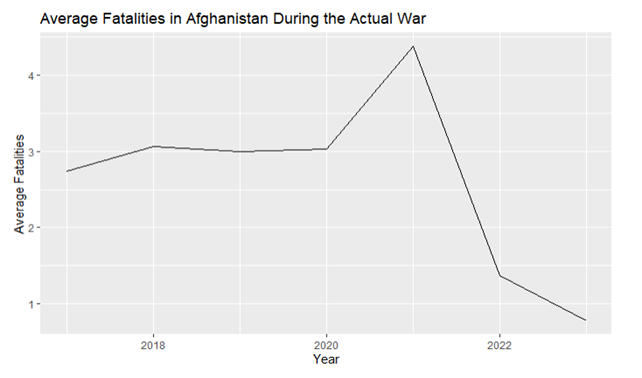 Average Fatalities in Afghanistan During the Actual War
Average Fatalities
4
3
2
1
2018
2020
2022
Year